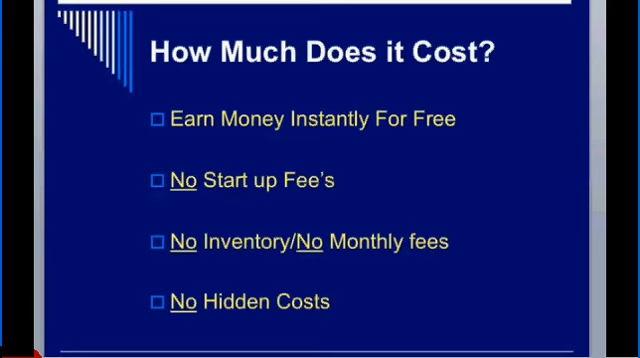 How Much Does it Cost?
Earn Money Instantly For Free
No Start up Fee's
No Inventory/No Monthly fees
No Hidden Costs